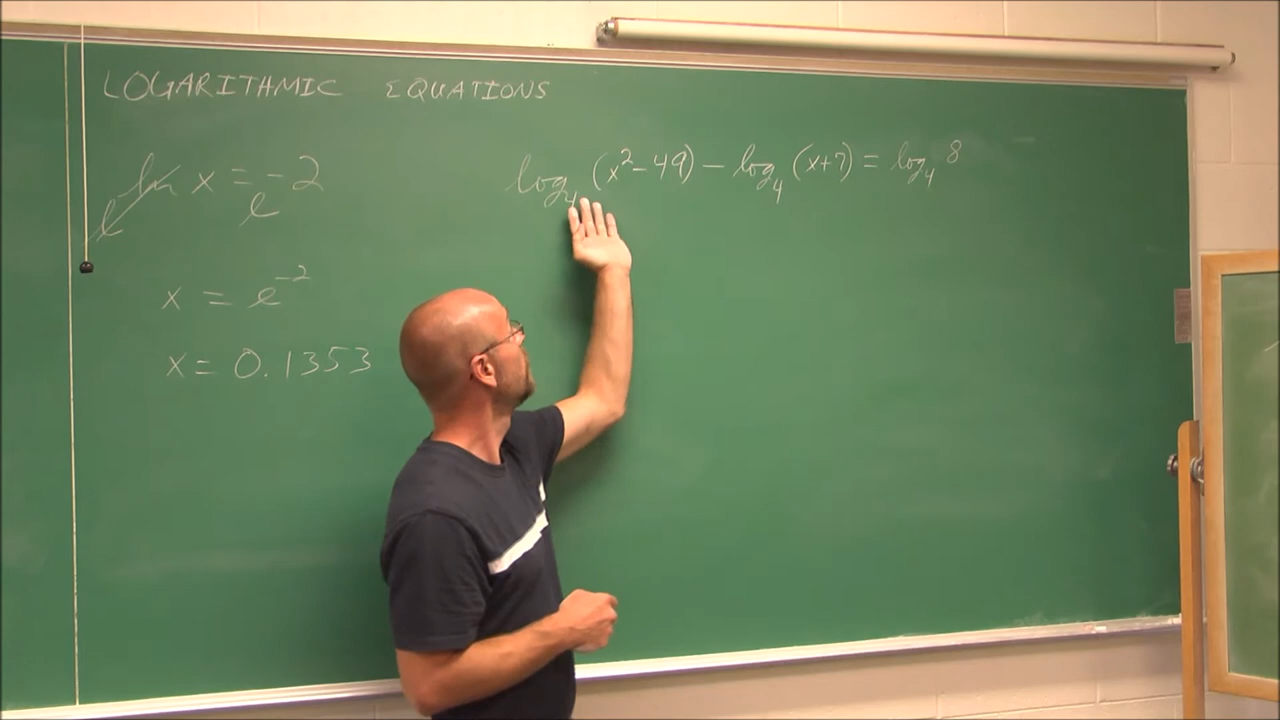 LOGARITHMIC EQUATIONS
ln x = -2
e e
x = e⁻²
x = 0.1353
log₄ (x² - 49) - log₄ (x+7) = log₄ 8